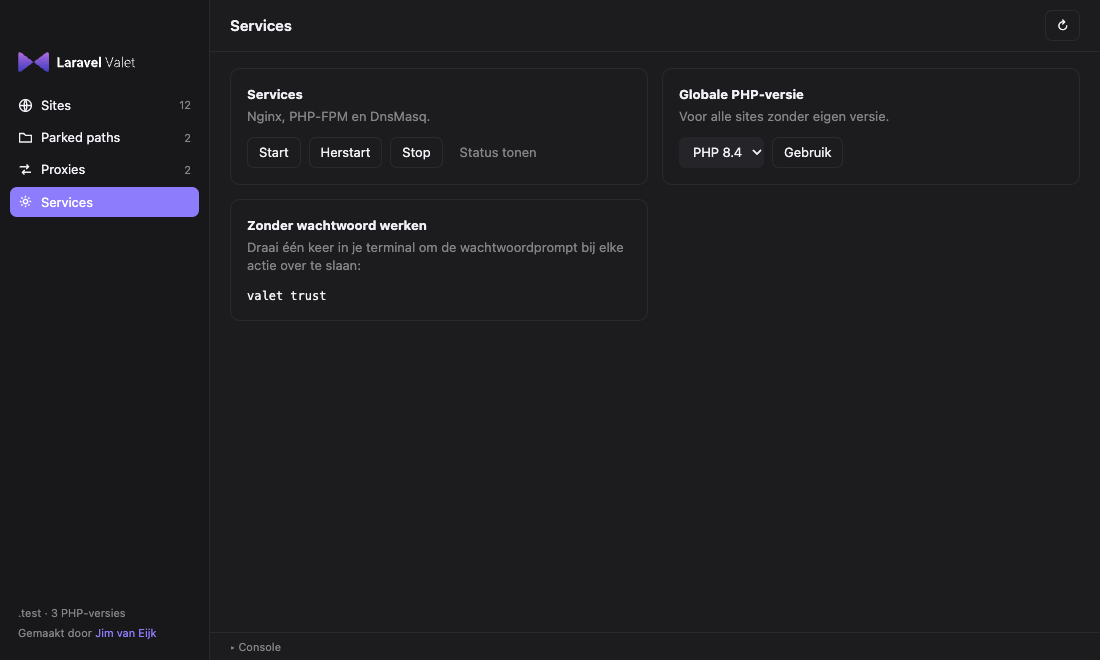 Services
Laravel Valet
Sites 12
Parked paths 2
Proxies 2
Services
Services
Nginx, PHP-FPM en DnsMasq.
Start Herstart Stop Status tonen
Globale PHP-versie
Voor alle sites zonder eigen versie.
PHP 8.4 Gebruik
Zonder wachtwoord werken
Draai één keer in je terminal om de wachtwoordprompt bij elke
actie over te slaan:
valet trust
.test · 3 PHP-versies
Gemaakt door Jim van Eijk
Console